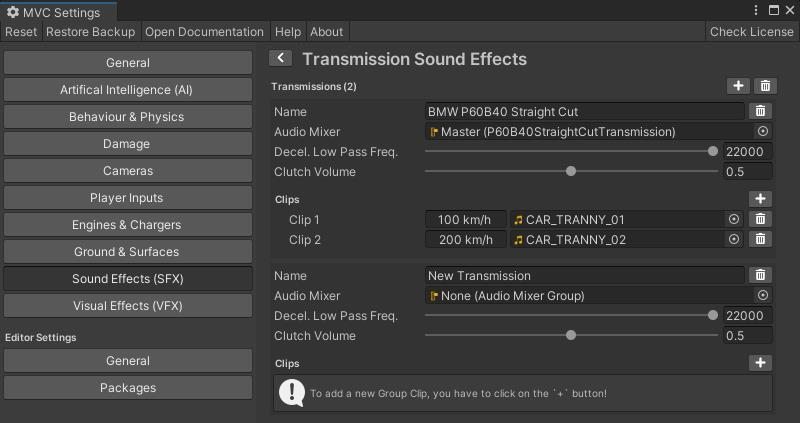 MVC Settings
Reset Restore Backup Open Documentation Help About Check License
General
Artifical Intelligence (AI)
Behaviour & Physics
Damage
Cameras
Player Inputs
Engines & Chargers
Ground & Surfaces
Sound Effects (SFX)
Visual Effects (VFX)
Editor Settings
General
Packages
Transmission Sound Effects
Transmissions (2)
Name BMW P60B40 Straight Cut
Audio Mixer Master (P60B40StraightCutTransmission)
Decel. Low Pass Freq. 22000
Clutch Volume 0.5
Clips
Clip 1 100 km/h CAR_TRANNY_01
Clip 2 200 km/h CAR_TRANNY_02
Name New Transmission
Audio Mixer None (Audio Mixer Group)
Decel. Low Pass Freq. 22000
Clutch Volume 0.5
Clips
To add a new Group Clip, you have to click on the `+` button!